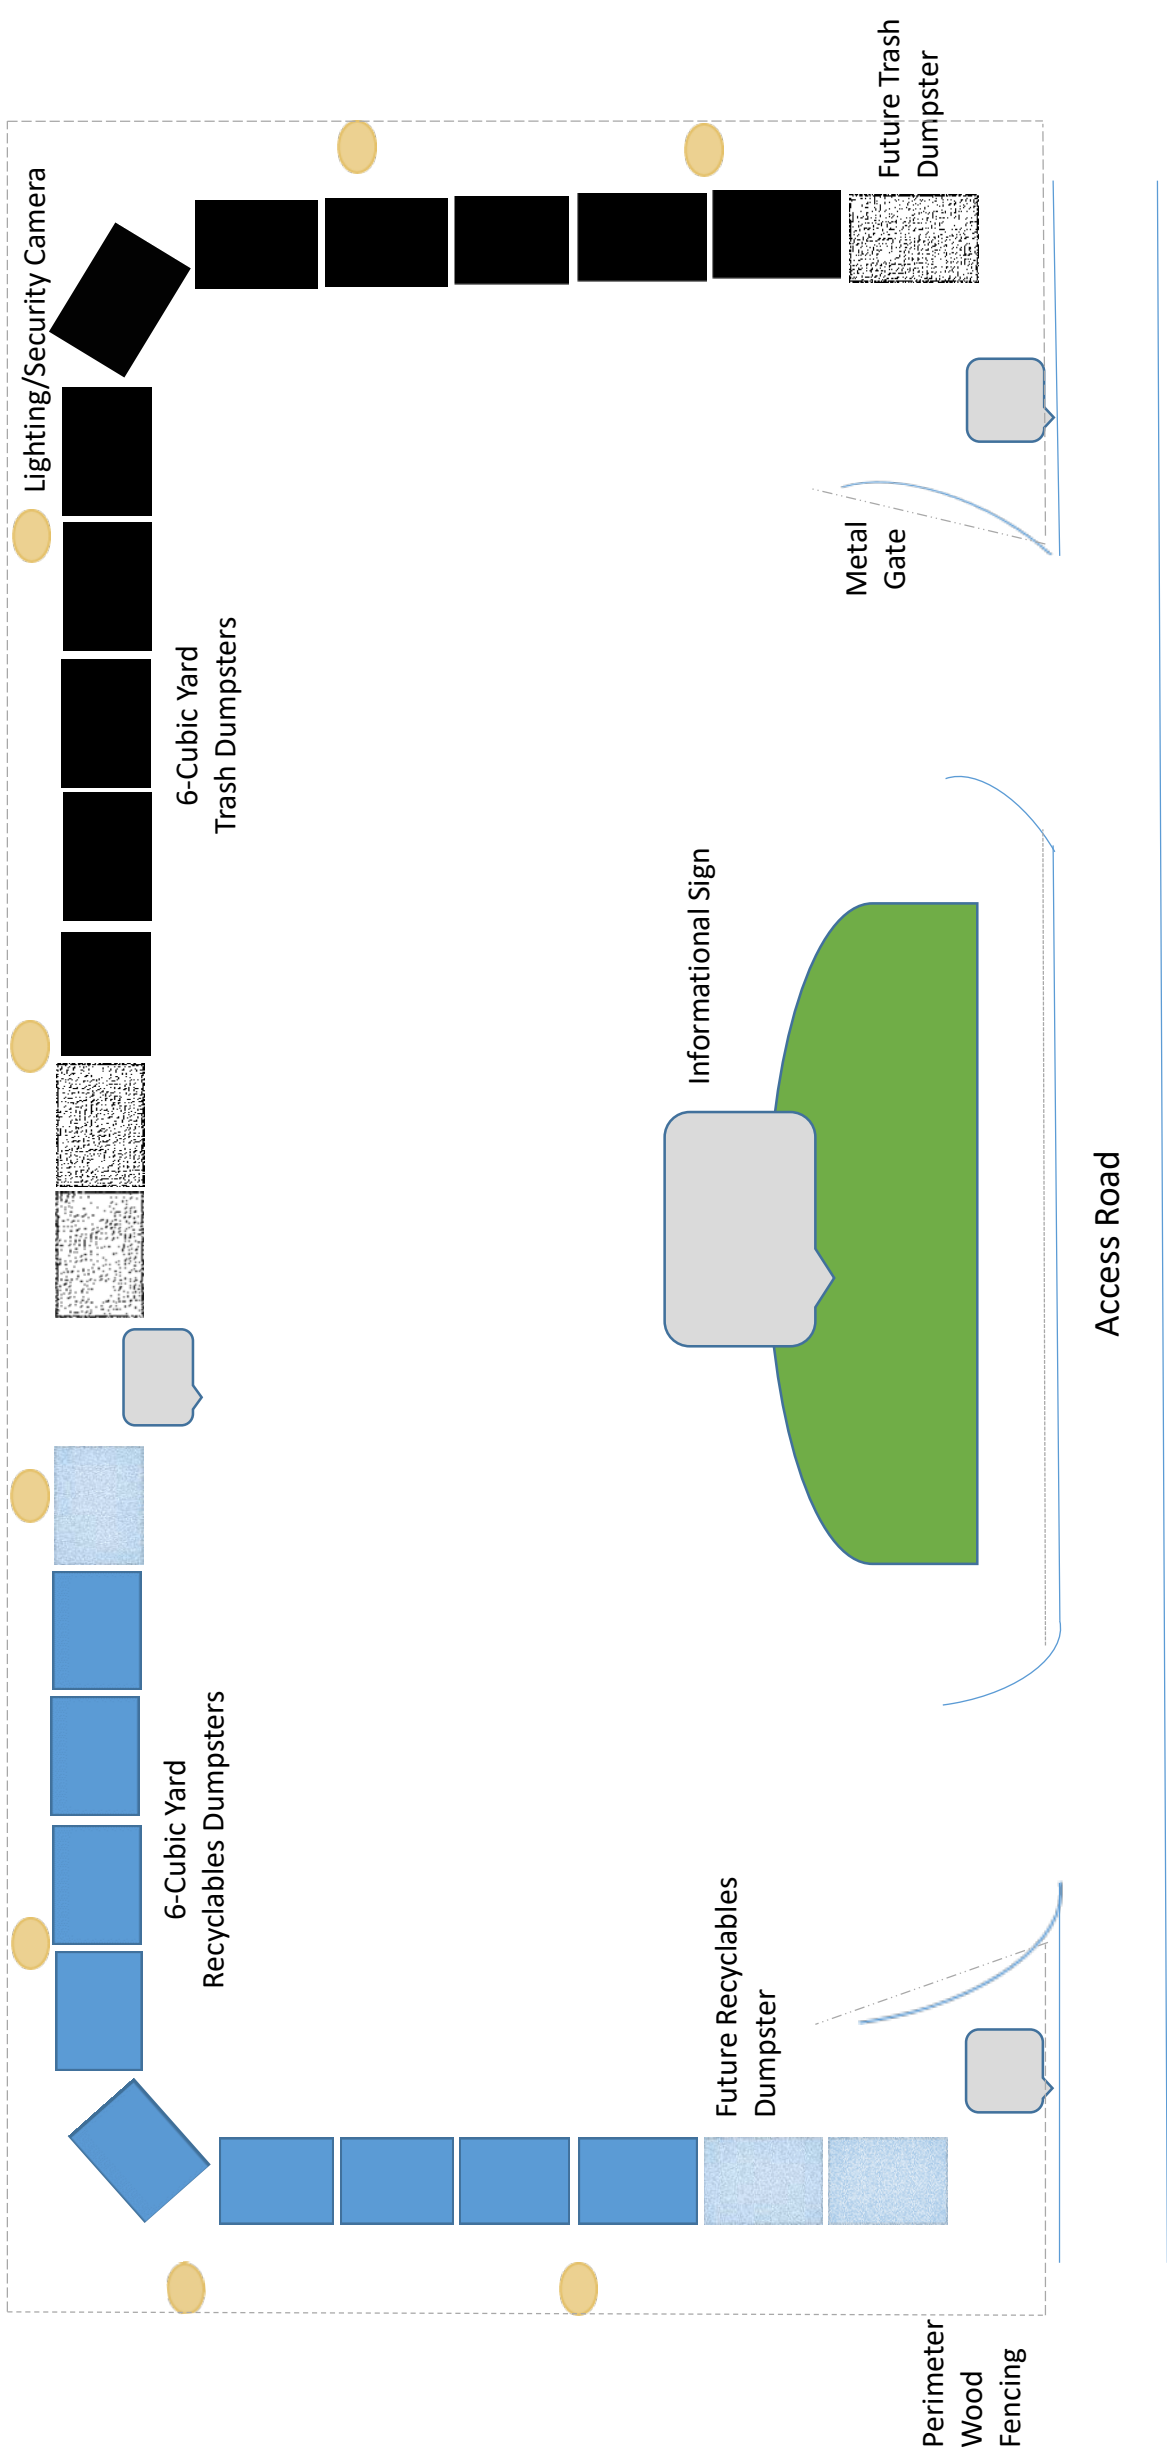 Lighting/Security Camera
Future Trash
Dumpster
6-Cubic Yard
Trash Dumpsters
Metal
Gate
Informational Sign
Access Road
6-Cubic Yard
Recyclables Dumpsters
Future Recyclables
Dumpster
Perimeter
Wood
Fencing